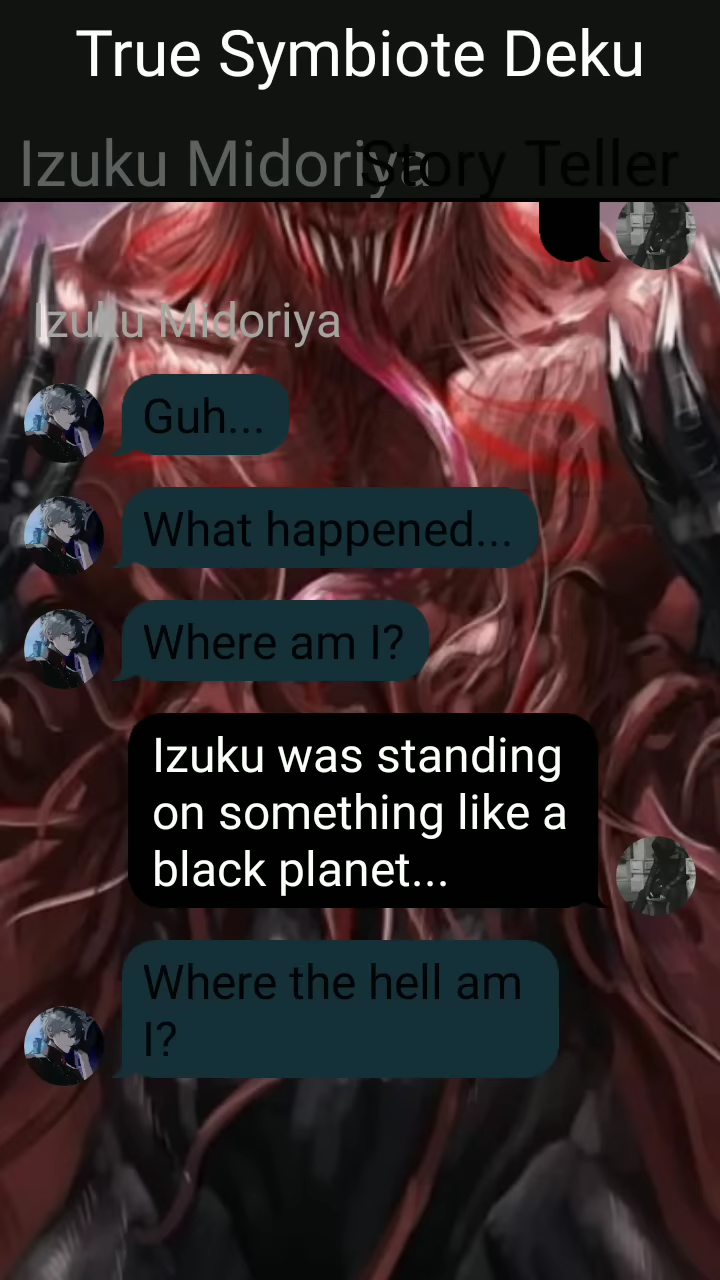 True Symbiote Deku
Izuku Midoriya Story Teller
Izuku Midoriya
Guh...
What happened...
Where am I?
Izuku was standing
on something like a
black planet...
Where the hell am
I?